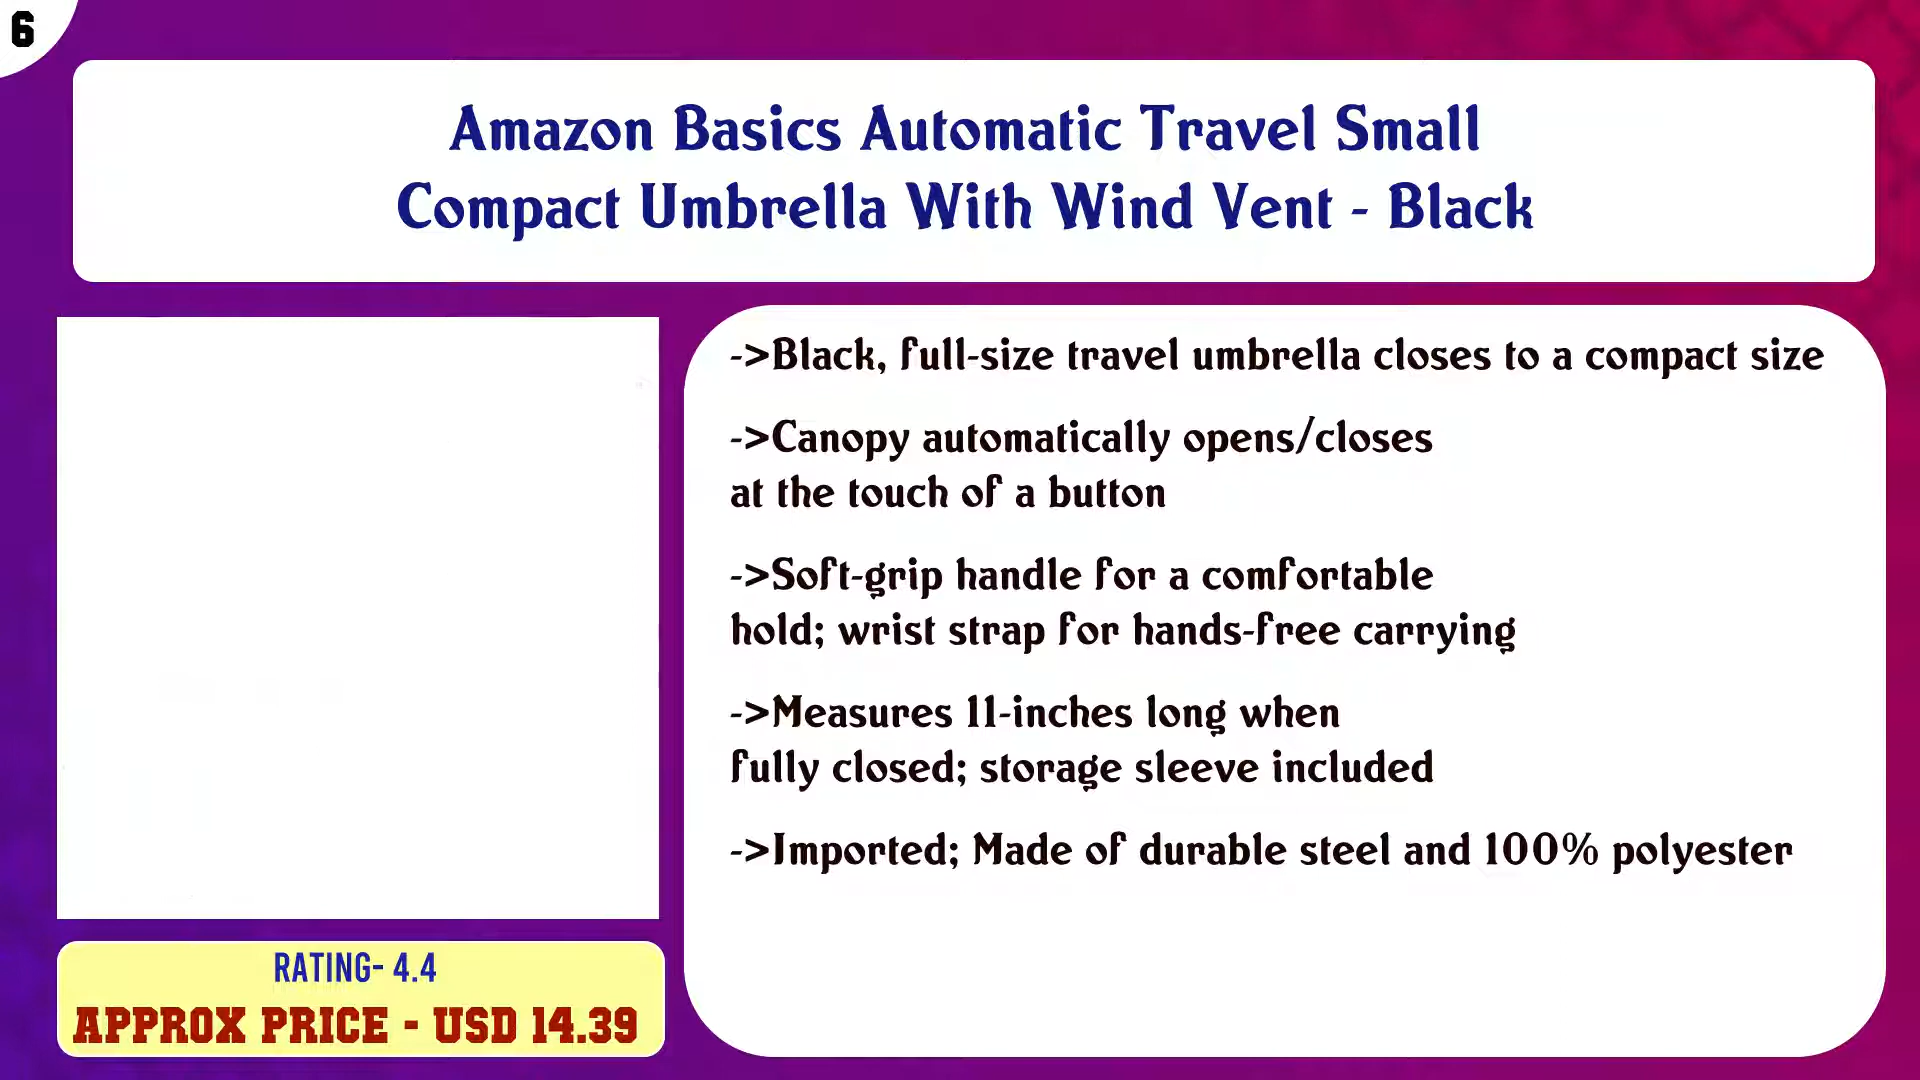 6
Amazon Basics Automatic Travel Small
Compact Umbrella With Wind Vent - Black
->Black, full-size travel umbrella closes to a compact size
->Canopy automatically opens/closes
at the touch of a button
->Soft-grip handle for a comfortable
hold; wrist strap for hands-free carrying
->Measures 11-inches long when
fully closed; storage sleeve included
->Imported; Made of durable steel and 100% polyester
RATING- 4.4
APPROX PRICE - USD 14.39